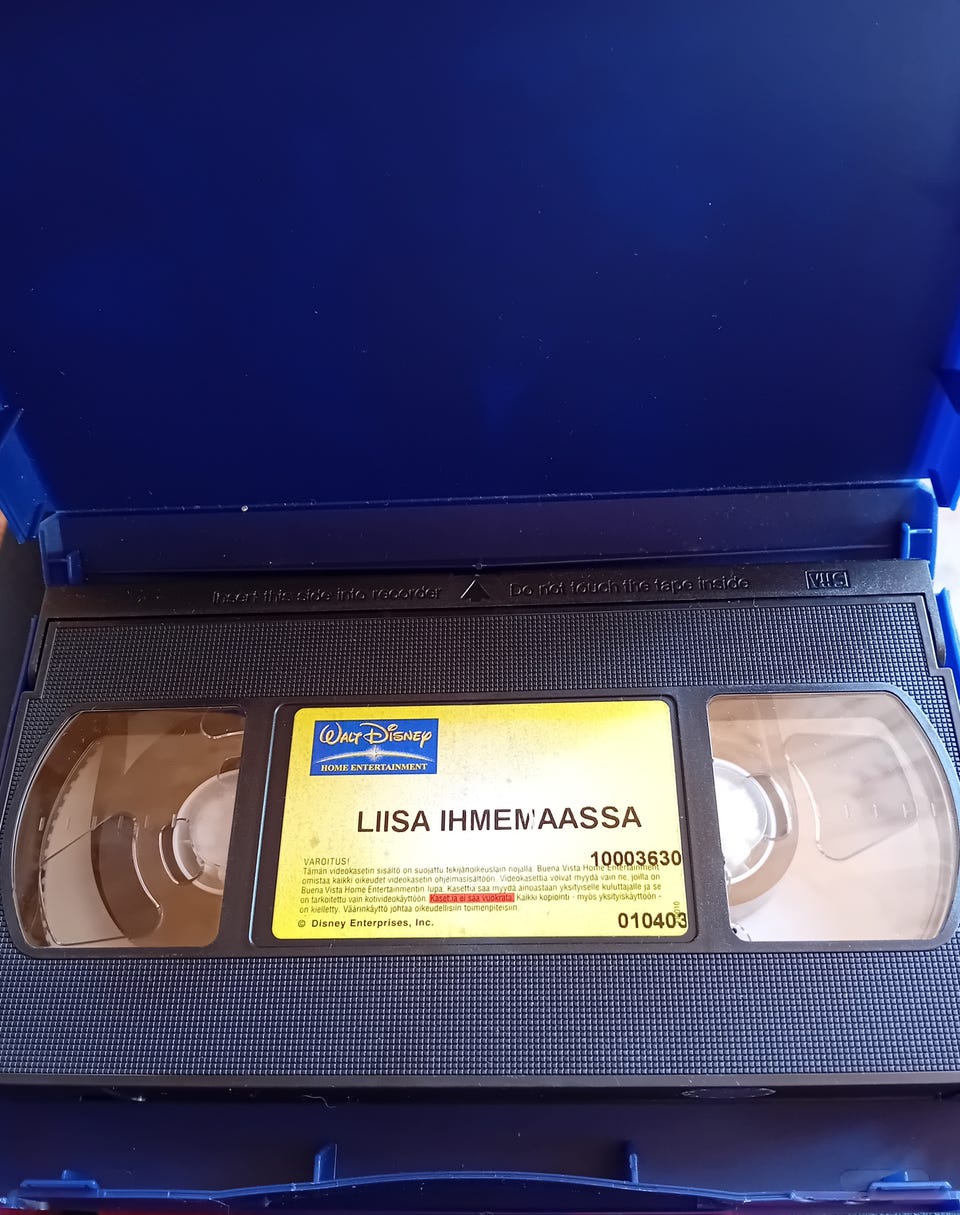 Insert this side into recorder Do not touch the tape inside VHS
WALT DISNEY
HOME ENTERTAINMENT
LIISA IHMEMAASSA
10003630
VAROITUS!
Tämän videokasetin sisältö on suojattu tekijänoikeuslain nojalla. Buena Vista Home Entertainment
omistaa kaikki oikeudet videokasetin ohjelmasisältöön. Videokasettia voivat myydä vain ne, joilla on
Buena Vista Home Entertainmentin lupa. Kasettia saa myydä ainoastaan yksityiselle kuluttajalle ja se
on tarkoitettu vain kotivideokäyttöön. Kasettia ei saa vuokrata. Kaikki kopiointi - myös yksityiskäyttöön -
on kielletty. Väärinkäyttö johtaa oikeudellisiin toimenpiteisiin.
© Disney Enterprises, Inc.
010403